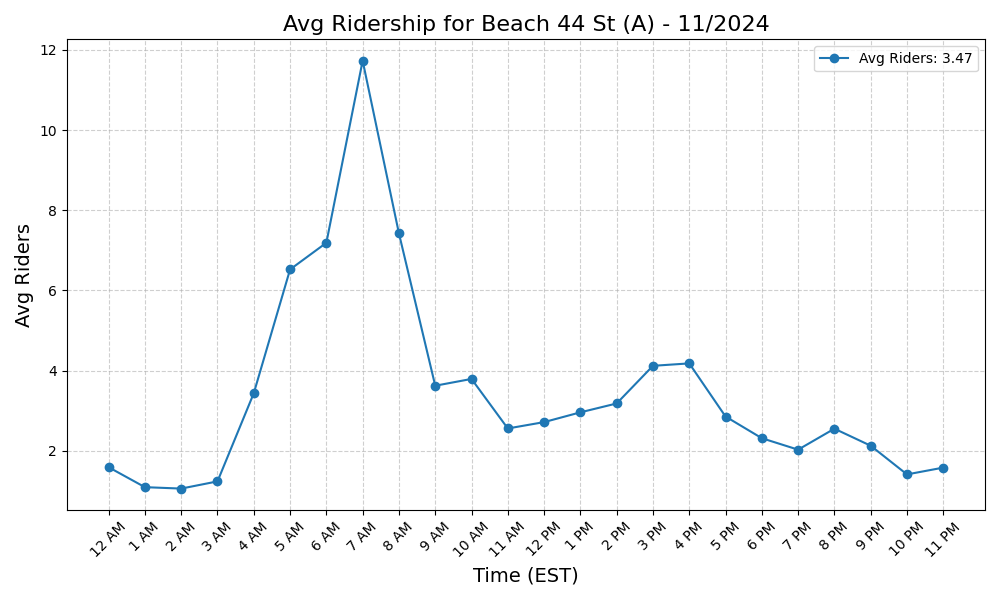 Avg Ridership for Beach 44 St (A) - 11/2024
Avg Riders: 3.47
Avg Riders
12
10
8
6
4
2
12 AM
1 AM
2 AM
3 AM
4 AM
5 AM
6 AM
7 AM
8 AM
9 AM
10 AM
11 AM
12 PM
1 PM
2 PM
3 PM
4 PM
5 PM
6 PM
7 PM
8 PM
9 PM
10 PM
11 PM
Time (EST)